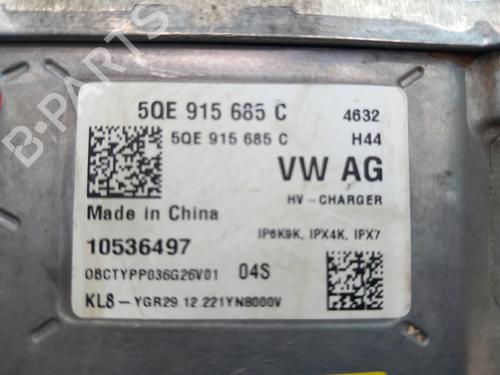 B-PARTS
5QE 915 685 C 4632
5QE 915 685 C H44
VW AG
HV-CHARGER
Made in China
IP6K9K, IPX4K, IPX7
10536497
OBCTYPP036G26V01 04S
KL8-YGR29.12.221YN8000V